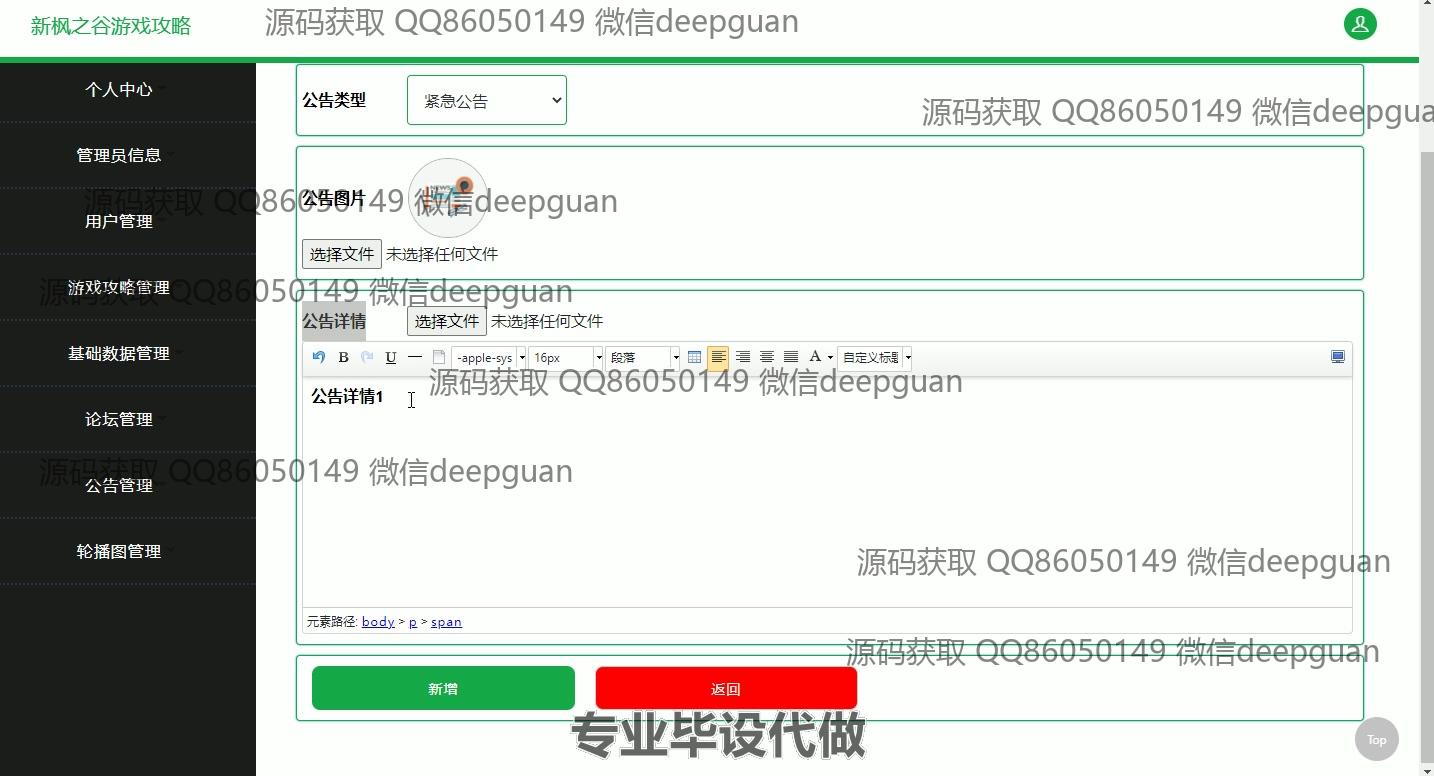 新枫之谷游戏攻略
源码获取 QQ86050149 微信deepguan
个人中心
公告类型
紧急公告
源码获取 QQ86050149 微信deepgua
管理员信息
公告图片
NEWS
源码获取 QQ86050149 微信deepguan
用户管理
选择文件 未选择任何文件
游戏攻略管理
源码获取 QQ86050149 微信deepguan
公告详情
选择文件 未选择任何文件
基础数据管理
B U -apple-sys 16px 段落 A 自定义标题
源码获取 QQ86050149 微信deepguan
公告详情1
论坛管理
源码获取 QQ86050149 微信deepguan
公告管理
轮播图管理
源码获取 QQ86050149 微信deepguan
元素路径: body > p > span
源码获取 QQ86050149 微信deepguan
新增
返回
专业毕设代做
Top